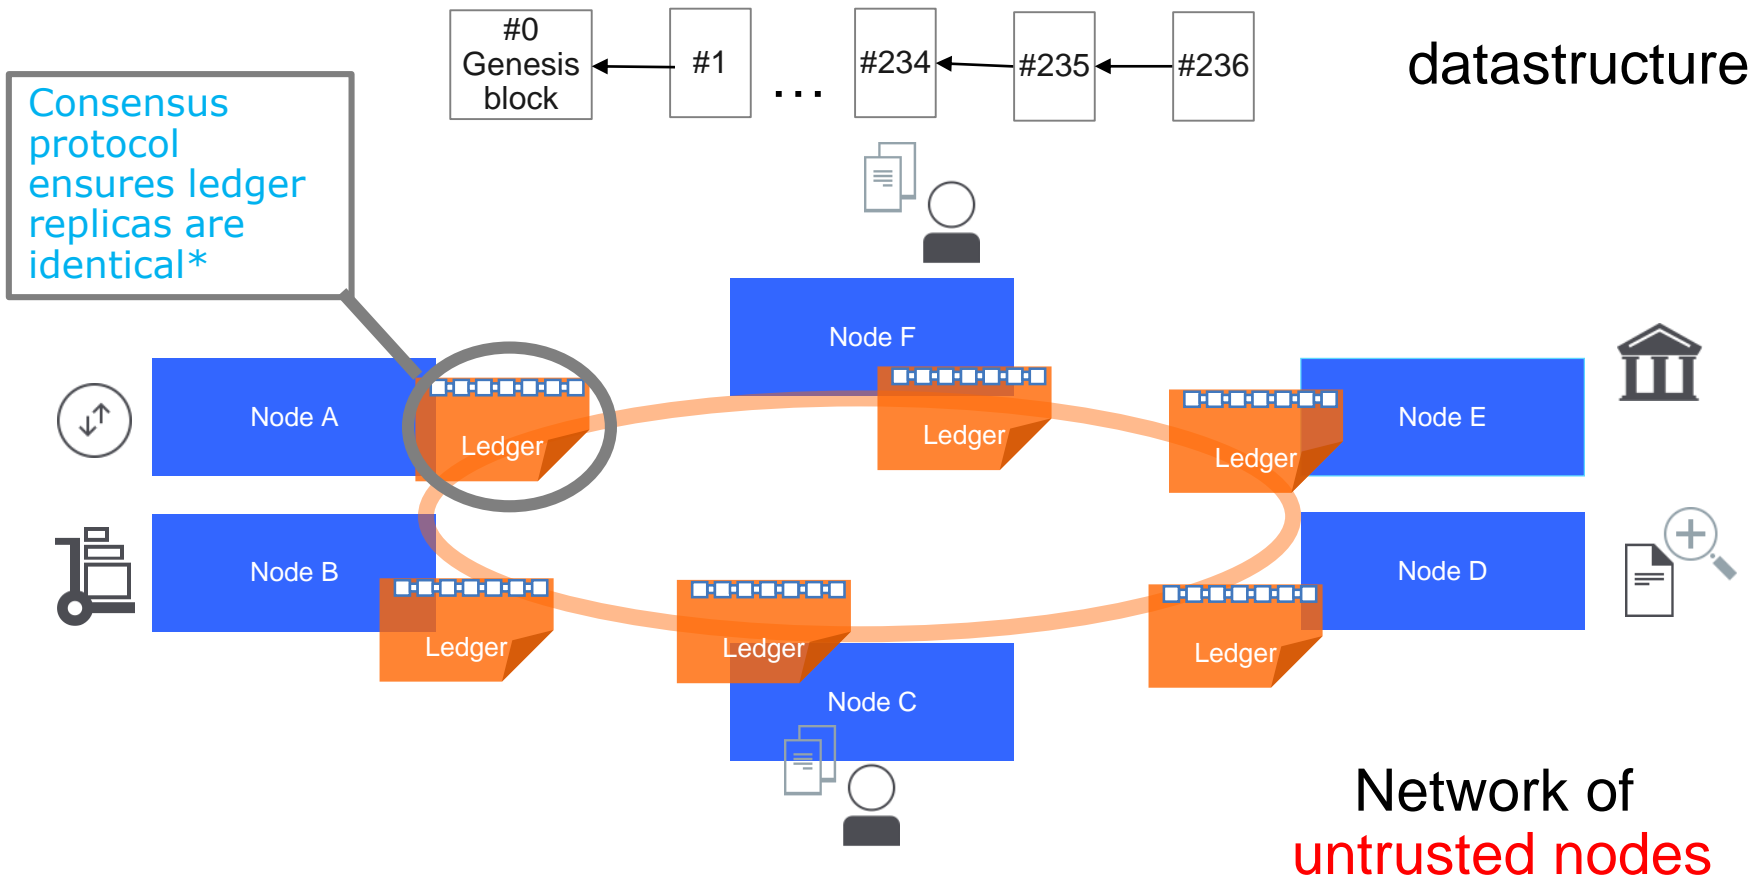 #0
Genesis
block
#1
...
#234
#235
#236
datastructure
Consensus
protocol
ensures ledger
replicas are
identical*
Node F
Node A
Ledger
Ledger
Ledger
Node E
Node B
Ledger
Ledger
Ledger
Node D
Node C
Network of
untrusted nodes